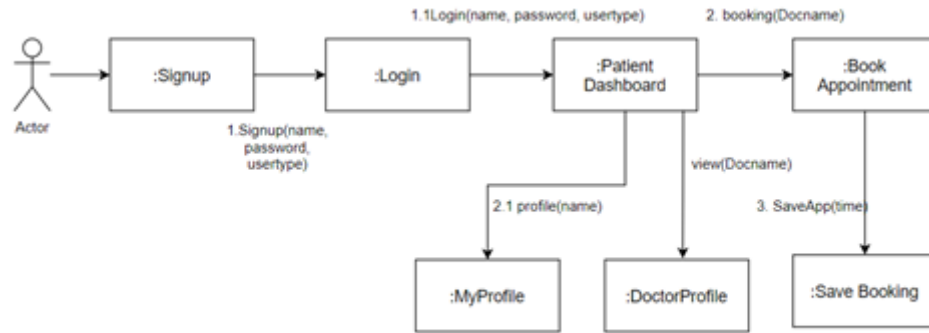 1.1Login(name, password, usertype)
2. booking(Docname)
:Signup
:Login
:Patient
Dashboard
:Book
Appointment
Actor
1.Signup(name,
password,
usertype)
view(Docname)
2.1 profile(name)
3. SaveApp(time)
:MyProfile
:DoctorProfile
:Save Booking